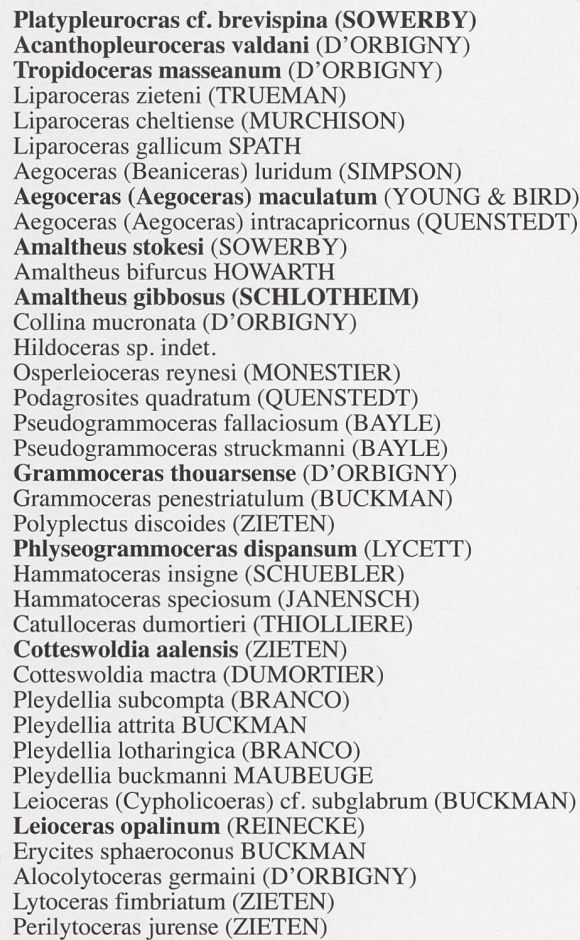 Platypleurocras cf. brevispina (SOWERBY)
Acanthopleuroceras valdani (D'ORBIGNY)
Tropidoceras masseanum (D'ORBIGNY)
Liparoceras zieteni (TRUEMAN)
Liparoceras cheltiense (MURCHISON)
Liparoceras gallicum SPATH
Aegoceras (Beaniceras) luridum (SIMPSON)
Aegoceras (Aegoceras) maculatum (YOUNG & BIRD)
Aegoceras (Aegoceras) intracapricornus (QUENSTEDT)
Amaltheus stokesi (SOWERBY)
Amaltheus bifurcus HOWARTH
Amaltheus gibbosus (SCHLOTHEIM)
Collina mucronata (D'ORBIGNY)
Hildoceras sp. indet.
Osperleioceras reynesi (MONESTIER)
Podagrosites quadratum (QUENSTEDT)
Pseudogrammoceras fallaciosum (BAYLE)
Pseudogrammoceras struckmanni (BAYLE)
Grammoceras thouarsense (D'ORBIGNY)
Grammoceras penestriatulum (BUCKMAN)
Polyplectus discoides (ZIETEN)
Phlyseogrammoceras dispansum (LYCETT)
Hammatoceras insigne (SCHUEBLER)
Hammatoceras speciosum (JANENSCH)
Catulloceras dumortieri (THIOLLIERE)
Cotteswoldia aalensis (ZIETEN)
Cotteswoldia mactra (DUMORTIER)
Pleydellia subcompta (BRANCO)
Pleydellia attrita BUCKMAN
Pleydellia lotharingica (BRANCO)
Pleydellia buckmanni MAUBEUGE
Leioceras (Cypholicoeras) cf. subglabrum (BUCKMAN)
Leioceras opalinum (REINECKE)
Erycites sphaeroconus BUCKMAN
Alocolytoceras germaini (D'ORBIGNY)
Lytoceras fimbriatum (ZIETEN)
Perilytoceras jurense (ZIETEN)